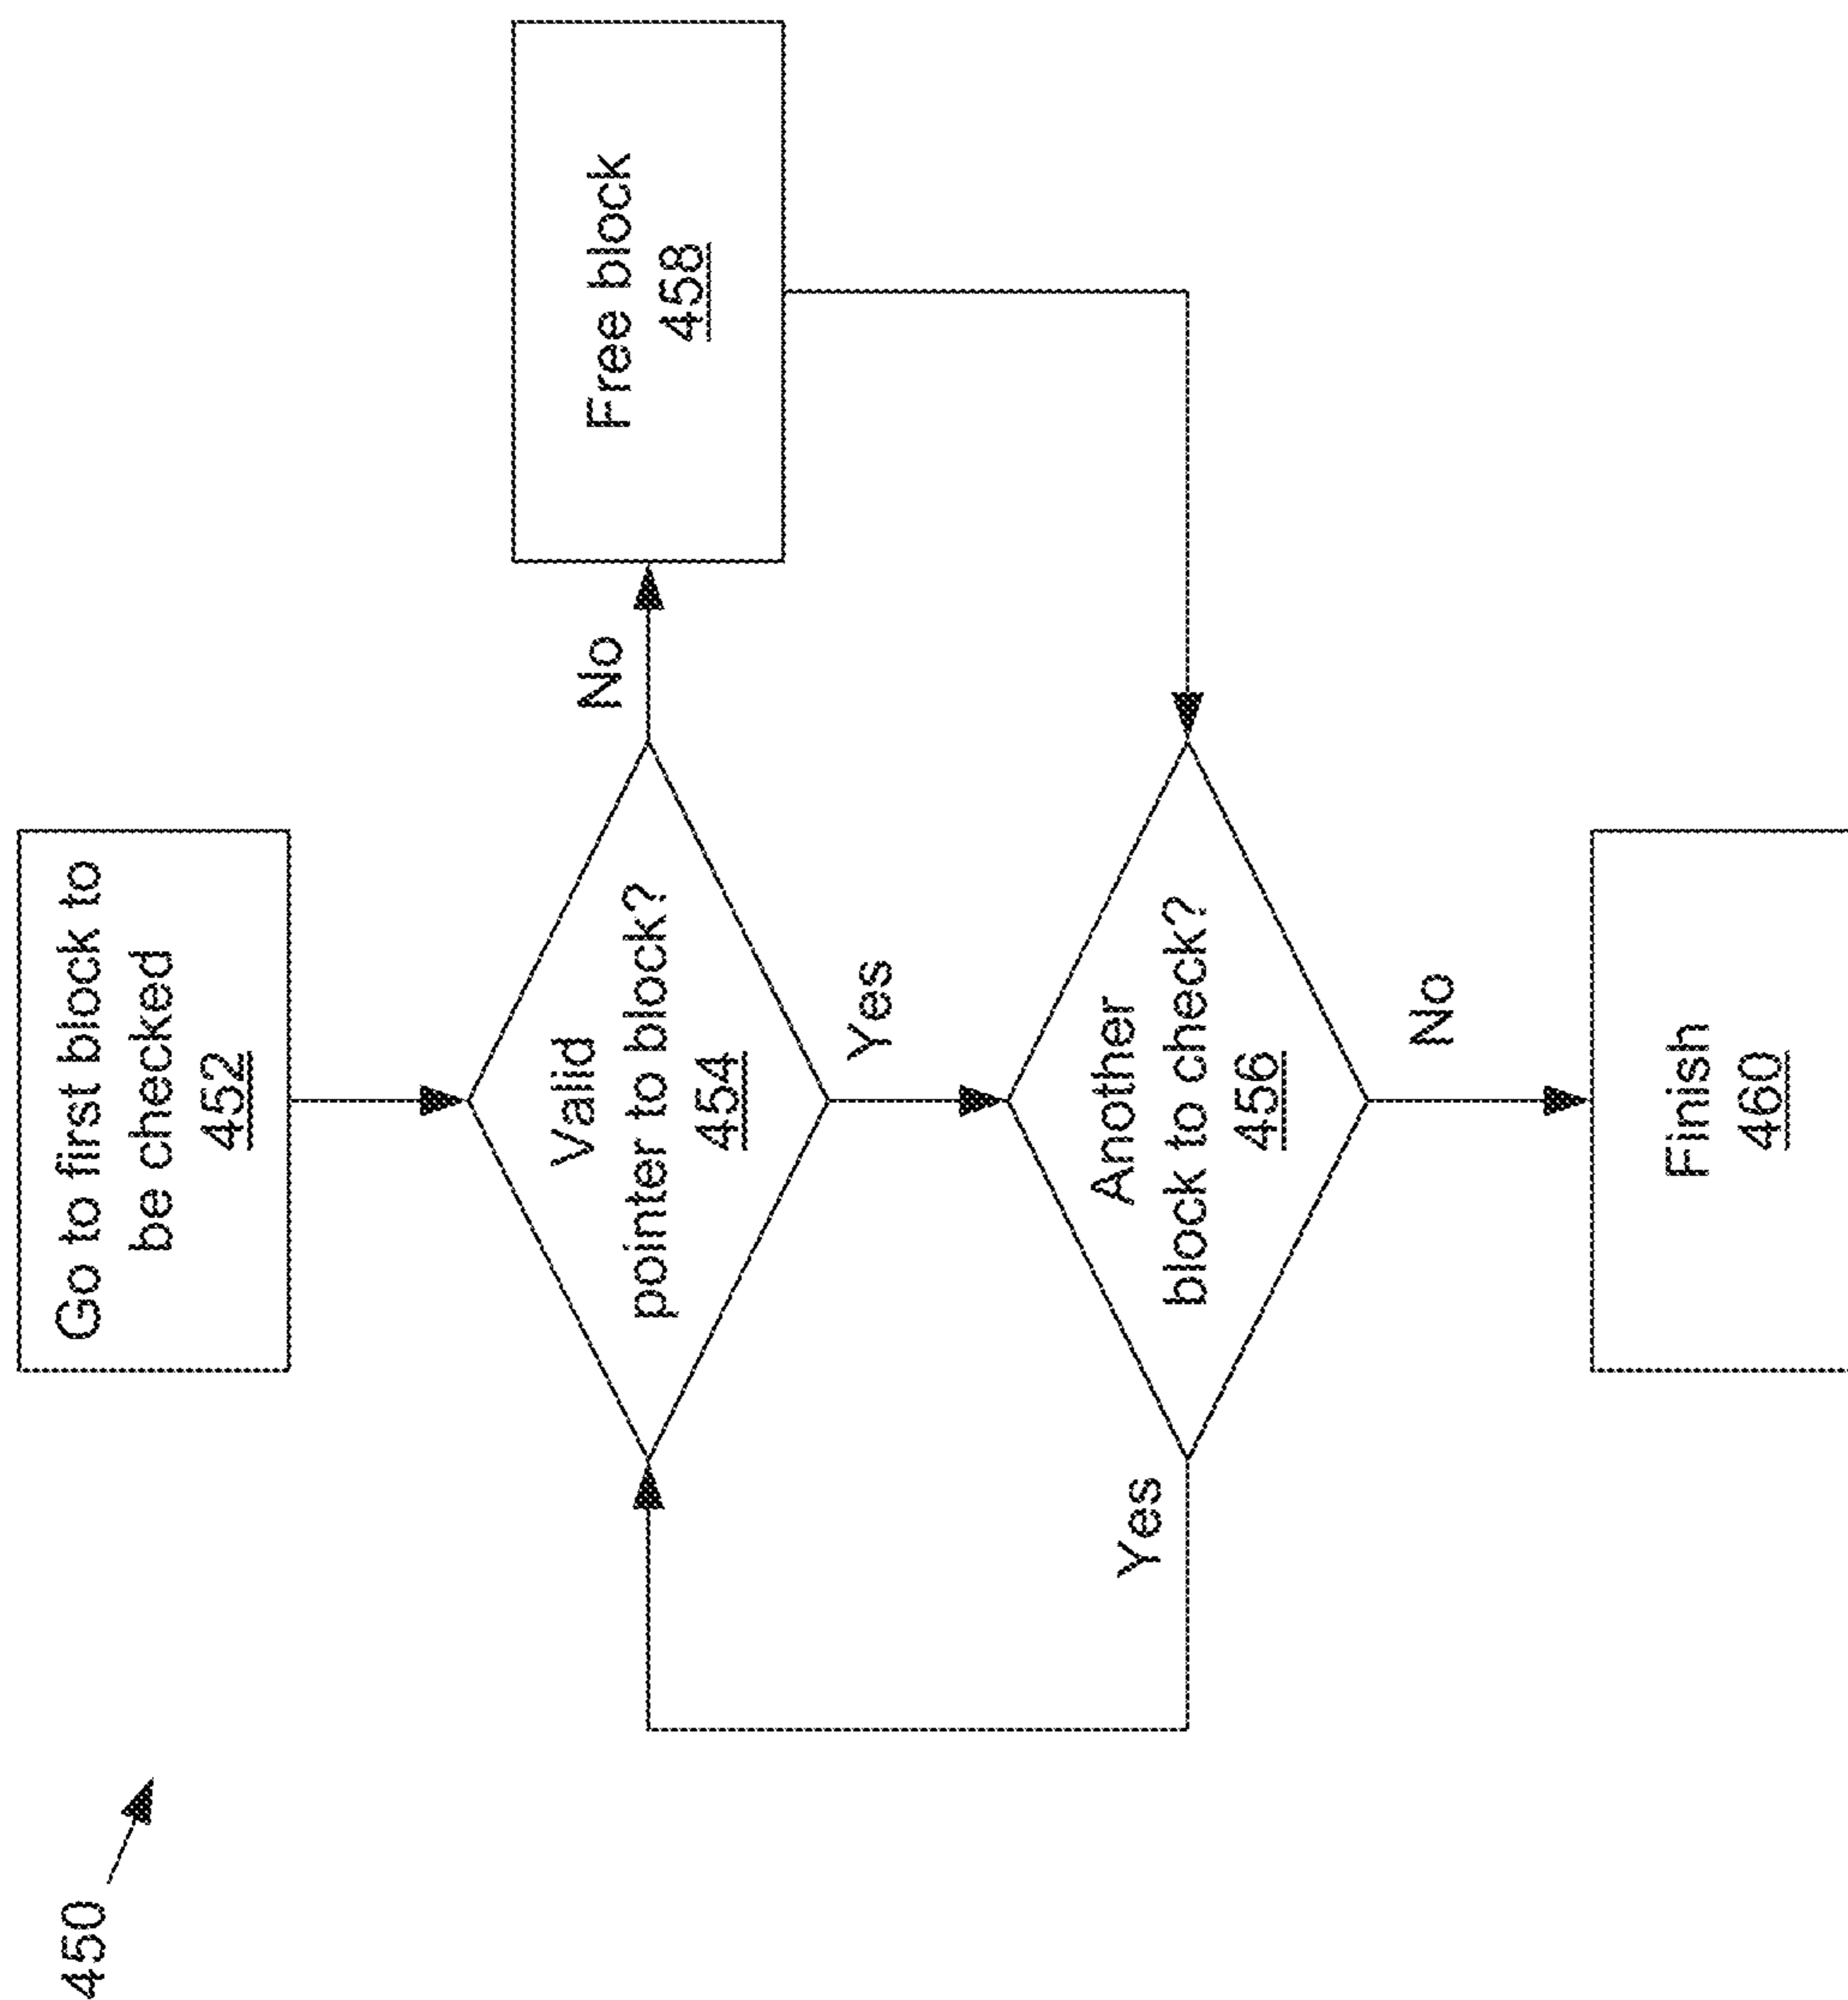 450
Go to first block to
be checked
452
Valid
pointer to block?
454
No
Free block
458
Yes
Another
block to check?
456
Yes
No
Finish
460